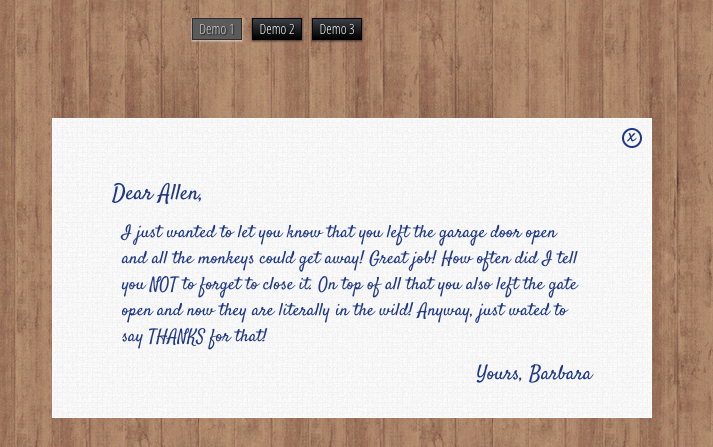 Demo 1 Demo 2 Demo 3
x
Dear Allen,
I just wanted to let you know that you left the garage door open
and all the monkeys could get away! Great job! How often did I tell
you NOT to forget to close it. On top of all that you also left the gate
open and now they are literally in the wild! Anyway, just wated to
say THANKS for that!
Yours, Barbara